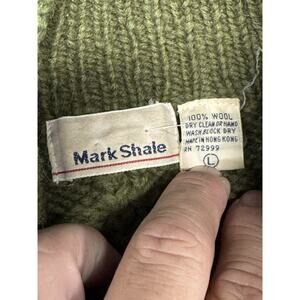 Mark Shale
100% WOOL
DRY CLEAN OR HAND
WASH BLOCK DRY
MADE IN HONG KONG
RN 72999
L